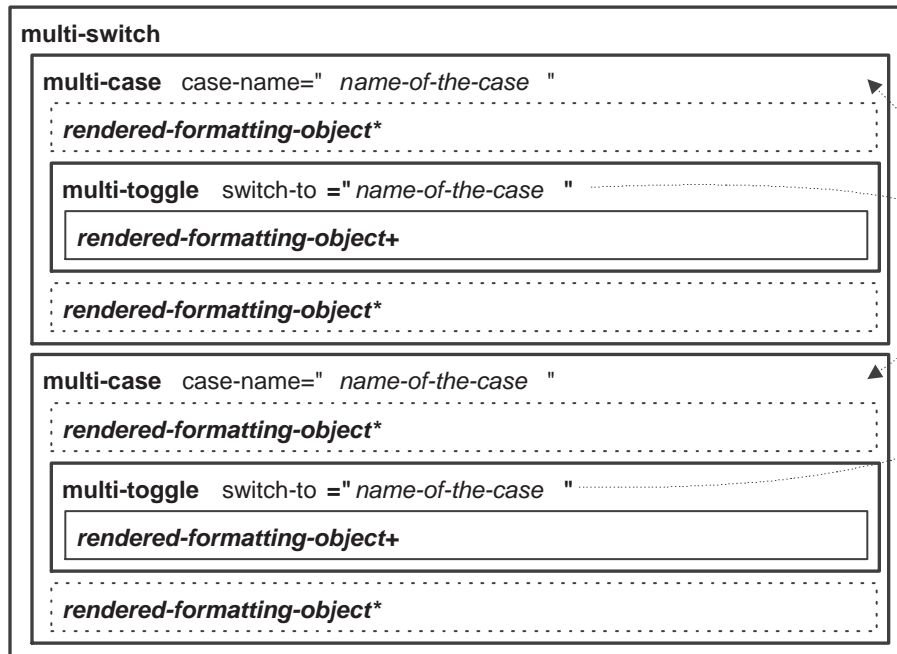 multi-switch
multi-case case-name=" name-of-the-case "
rendered-formatting-object*
multi-toggle switch-to =" name-of-the-case "
rendered-formatting-object+
rendered-formatting-object*
multi-case case-name=" name-of-the-case "
rendered-formatting-object*
multi-toggle switch-to =" name-of-the-case "
rendered-formatting-object+
rendered-formatting-object*